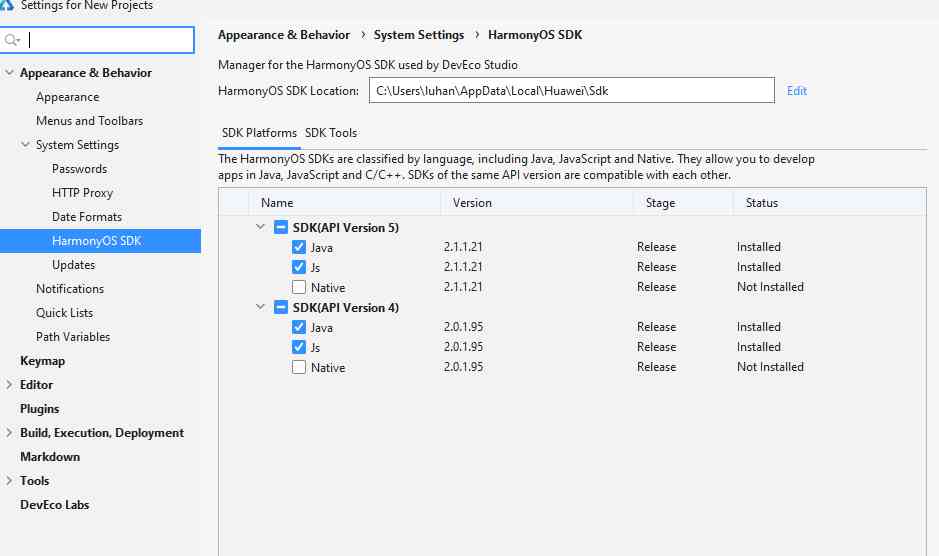 Settings for New Projects
Appearance & Behavior
Appearance
Menus and Toolbars
System Settings
Passwords
HTTP Proxy
Date Formats
HarmonyOS SDK
Updates
Notifications
Quick Lists
Path Variables
Keymap
Editor
Plugins
Build, Execution, Deployment
Markdown
Tools
DevEco Labs
Appearance & Behavior › System Settings › HarmonyOS SDK
Manager for the HarmonyOS SDK used by DevEco Studio
HarmonyOS SDK Location: C:\Users\luhan\AppData\Local\Huawei\Sdk Edit
SDK Platforms SDK Tools
The HarmonyOS SDKs are classified by language, including Java, JavaScript and Native. They allow you to develop
apps in Java, JavaScript and C/C++. SDKs of the same API version are compatible with each other.
Name Version Stage Status
SDK(API Version 5)
Java 2.1.1.21 Release Installed
Js 2.1.1.21 Release Installed
Native 2.1.1.21 Release Not Installed
SDK(API Version 4)
Java 2.0.1.95 Release Installed
Js 2.0.1.95 Release Installed
Native 2.0.1.95 Release Not Installed